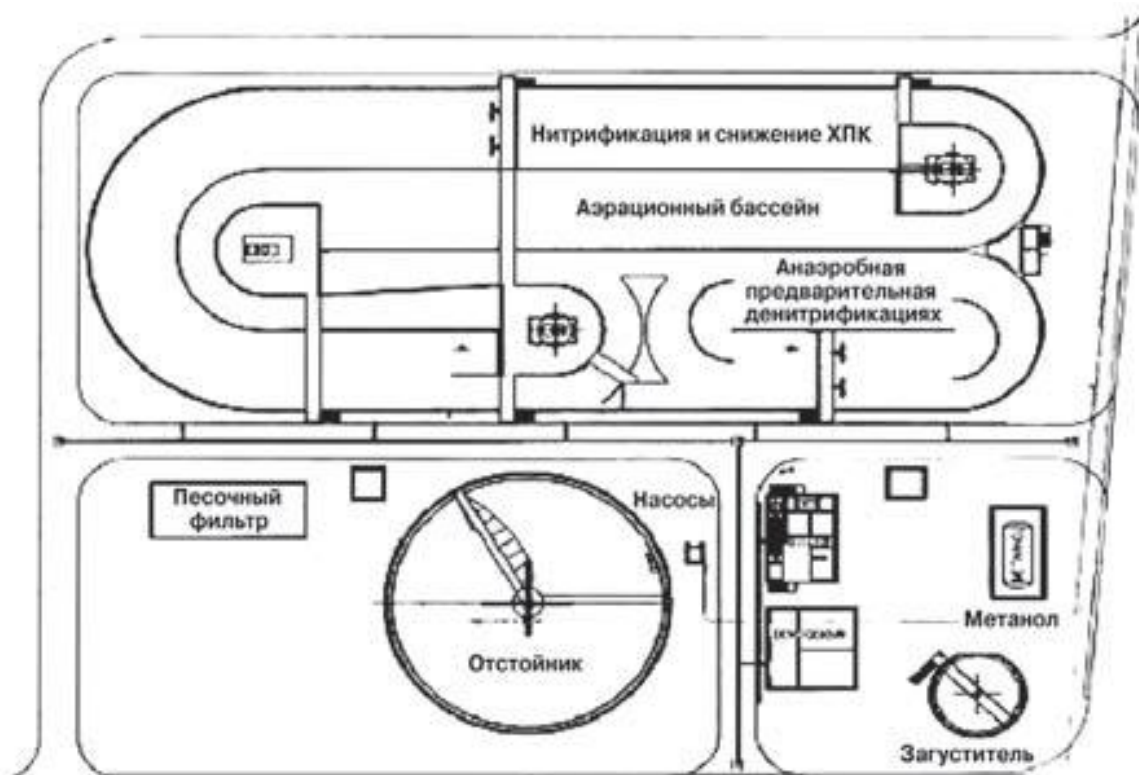 Нитрификация и снижение ХПК
Аэрационный бассейн
Анаэробная
предварительная
денитрификациях
Песочный
фильтр
Насосы
Отстойник
Метанол
Загуститель